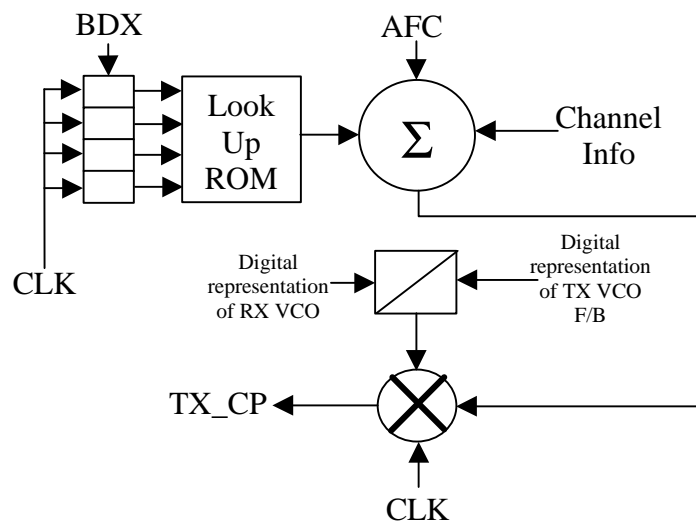 BDX
AFC
Look
Up
ROM
Σ
Channel
Info
CLK
Digital
representation
of RX VCO
Digital
representation
of TX VCO
F/B
TX_CP
CLK